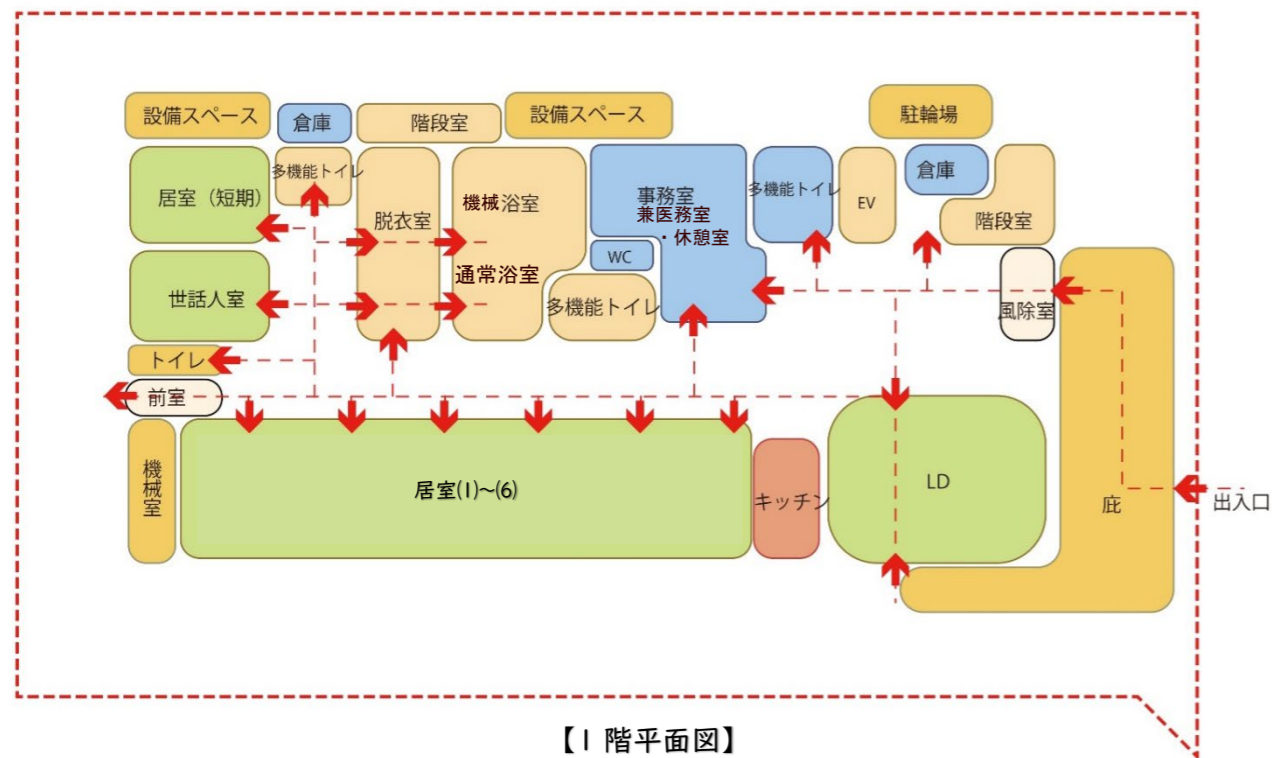 設備スペース
倉庫
階段室
設備スペース
駐輪場
居室（短期）
多機能トイレ
脱衣室
機械浴室
通常浴室
事務室
兼医務室
・休憩室
WC
多機能トイレ
多機能トイレ
EV
倉庫
階段室
世話人室
風除室
トイレ
前室
機械室
居室(1)~(6)
キッチン
LD
庇
出入口
【1階平面図】